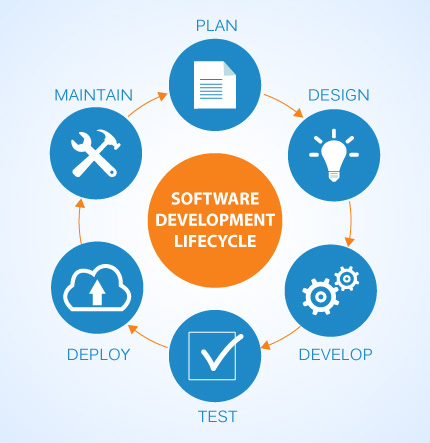 PLAN
DESIGN
DEVELOP
TEST
DEPLOY
MAINTAIN
SOFTWARE
DEVELOPMENT
LIFECYCLE